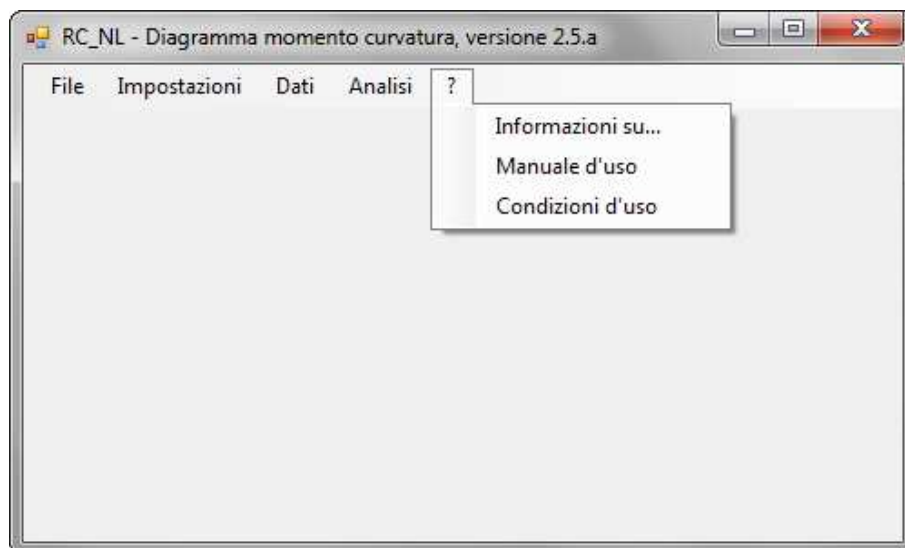 RC_NL - Diagramma momento curvatura, versione 2.5.a
File Impostazioni Dati Analisi ?
Informazioni su...
Manuale d'uso
Condizioni d'uso